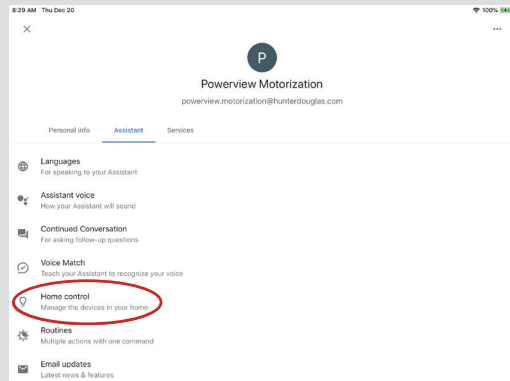 8:29 AM Thu Dec 20
100%
P
Powerview Motorization
powerview.motorization@hunterdouglas.com
Personal info Assistant Services
Languages
For speaking to your Assistant
Assistant voice
How your Assistant will sound
Continued Conversation
For asking follow-up questions
Voice Match
Teach your Assistant to recognize your voice
Home control
Manage the devices in your home
Routines
Multiple actions with one command
Email updates
Latest news & features